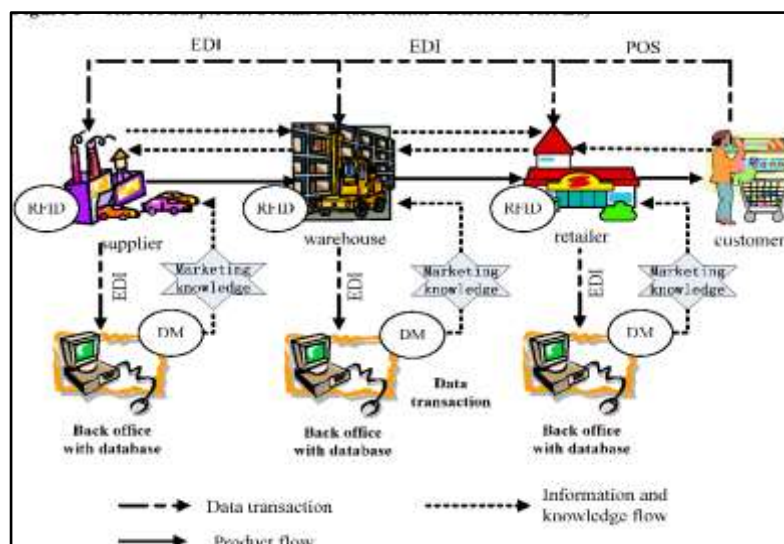 EDI EDI POS
RFID RFID RFID
supplier warehouse retailer customer
EDI Marketing knowledge EDI Marketing knowledge EDI Marketing knowledge
DM DM DM
Data
transaction
Back office
with database
Back office
with database
Back office
with database
Data transaction
Information and
knowledge flow
Product flow